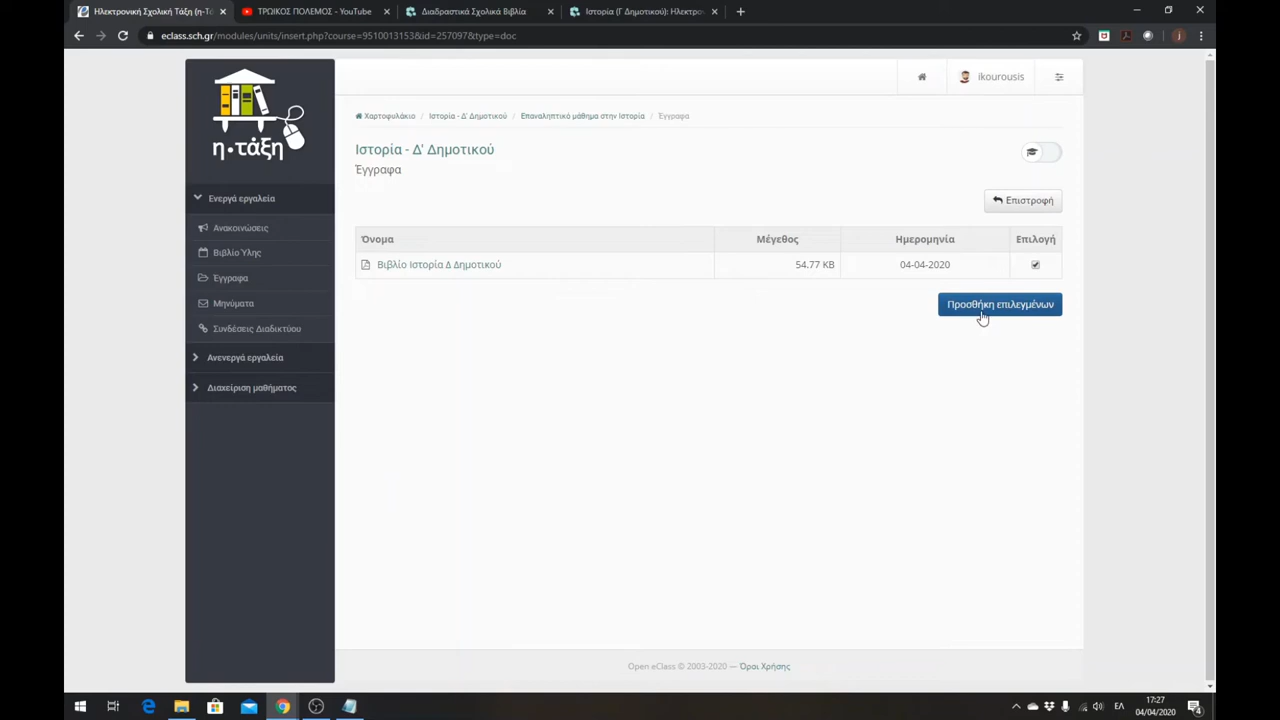 Ηλεκτρονική Σχολική Τάξη (η-Τά
ΤΡΩΙΚΟΣ ΠΟΛΕΜΟΣ - YouTube
Διαδραστικά Σχολικά Βιβλία
Ιστορία (Γ Δημοτικού): Ηλεκτρο
eclass.sch.gr/modules/units/insert.php?course=9510013153&id=257097&type=doc
η·τάξη
ikourousis
Χαρτοφυλάκιο / Ιστορία - Δ' Δημοτικού / Επαναληπτικό μάθημα στην Ιστορία / Έγγραφα
Ιστορία - Δ' Δημοτικού
Έγγραφα
Επιστροφή
Ενεργά εργαλεία
Ανακοινώσεις
Βιβλίο Ύλης
Έγγραφα
Μηνύματα
Συνδέσεις Διαδικτύου
Ανενεργά εργαλεία
Διαχείριση μαθήματος
Όνομα Μέγεθος Ημερομηνία Επιλογή
Βιβλίο Ιστορία Δ Δημοτικού 54.77 KB 04-04-2020
Προσθήκη επιλεγμένων
Open eClass © 2003-2020 — Όροι Χρήσης
ΕΛ
17:27
04/04/2020
4